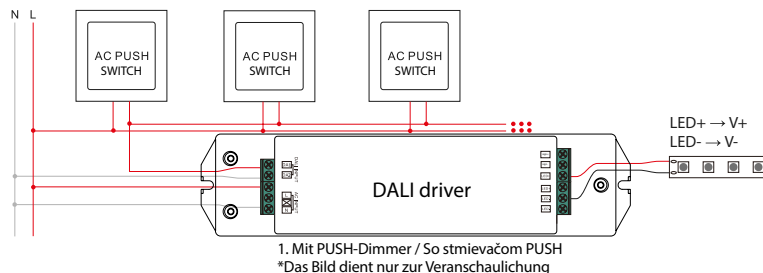 N L
AC PUSH
SWITCH
AC PUSH
SWITCH
AC PUSH
SWITCH
LED+ → V+
LED- → V-
DALI driver
1. Mit PUSH-Dimmer / So stmievačom PUSH
*Das Bild dient nur zur Veranschaulichung